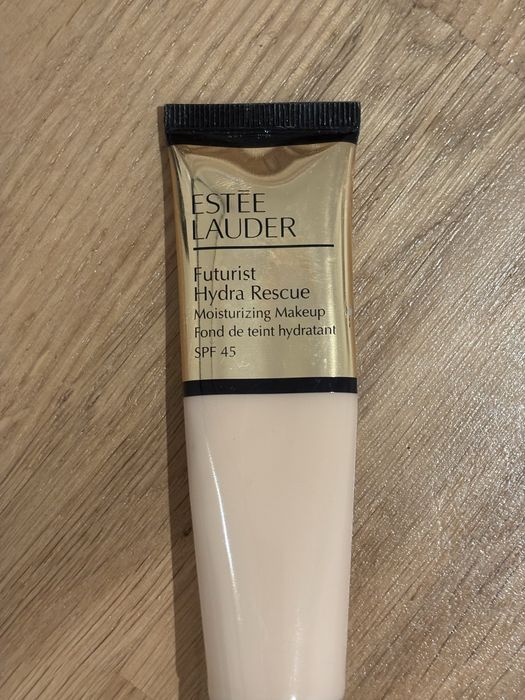 ESTĒE
LAUDER
Futurist
Hydra Rescue
Moisturizing Makeup
Fond de teint hydratant
SPF 45